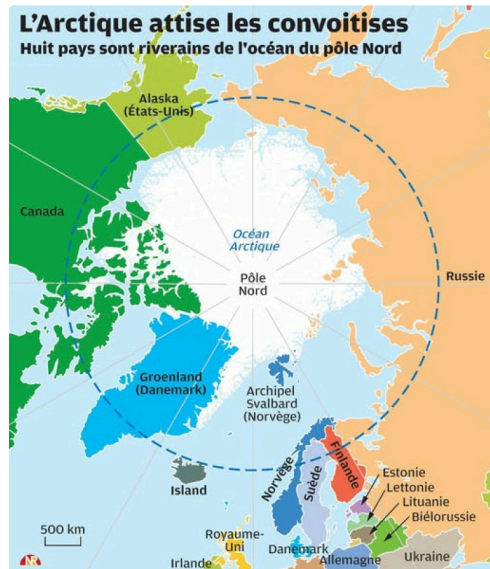 L'Arctique attise les convoitises
Huit pays sont riverains de l'océan du pôle Nord
Alaska
(États-Unis)
Canada
Océan
Arctique
Pôle
Nord
Russie
Groenland
(Danemark)
Archipel
Svalbard
(Norvège)
Island
Norvège
Suède
Finlande
Estonie
Lettonie
Lituanie
Biélorussie
500 km
Royaume-
Uni
Irlande
Danemark
Allemagne
Ukraine